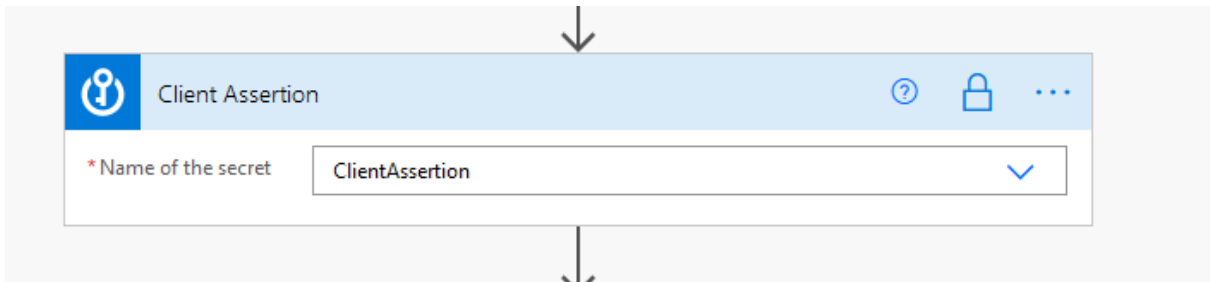 Client Assertion
* Name of the secret
ClientAssertion